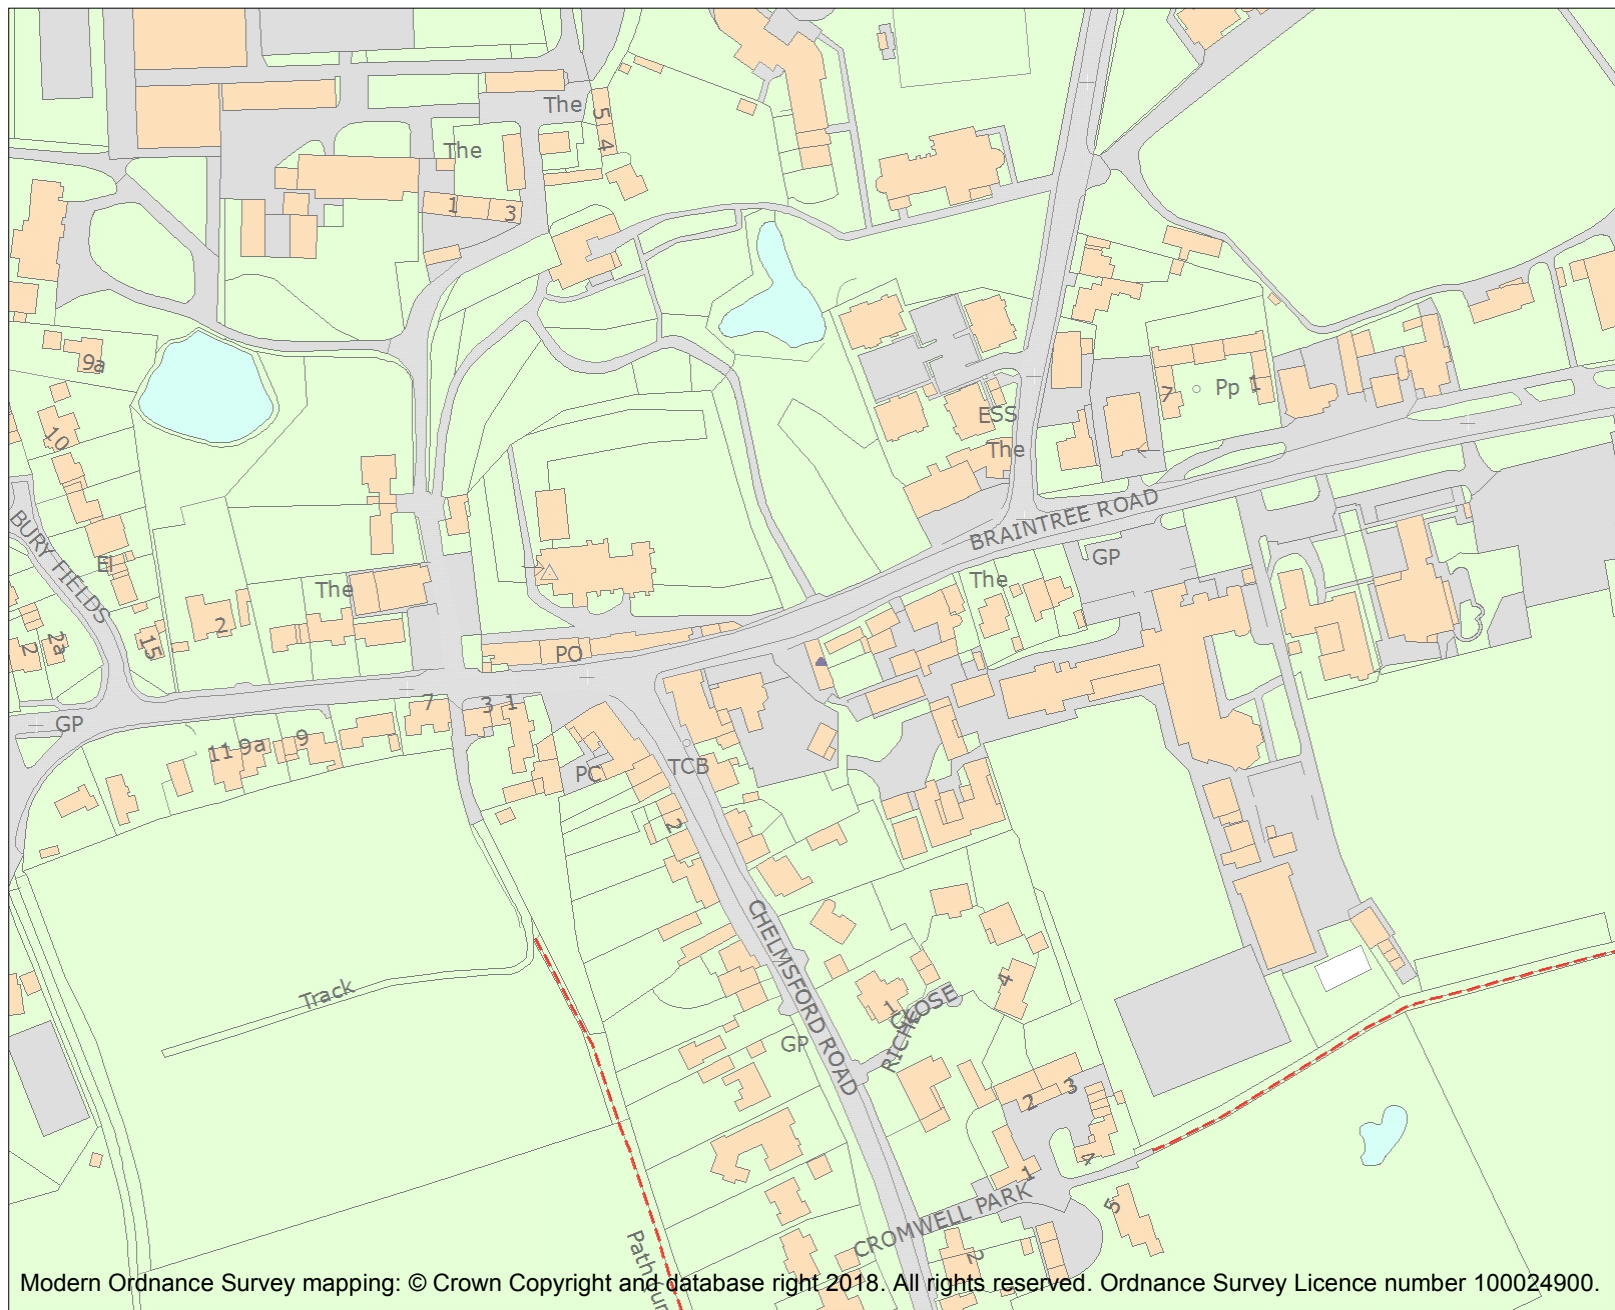 The
5
4
The
1
3
9a
10
ESS
The
7
Pp
1
BRAINTREE ROAD
BURY FIELDS
El
The
2
15
2a
2
The
GP
PO
GP
7
3
1
11
9a
9
PC
TCB
2
CHELMSFORD ROAD
Track
4
1
RICHE
CLOSE
GP
2
3
4
1
5
CROMWELL PARK
2
Path
Modern Ordnance Survey mapping: © Crown Copyright and database right 2018. All rights reserved. Ordnance Survey Licence number 100024900.